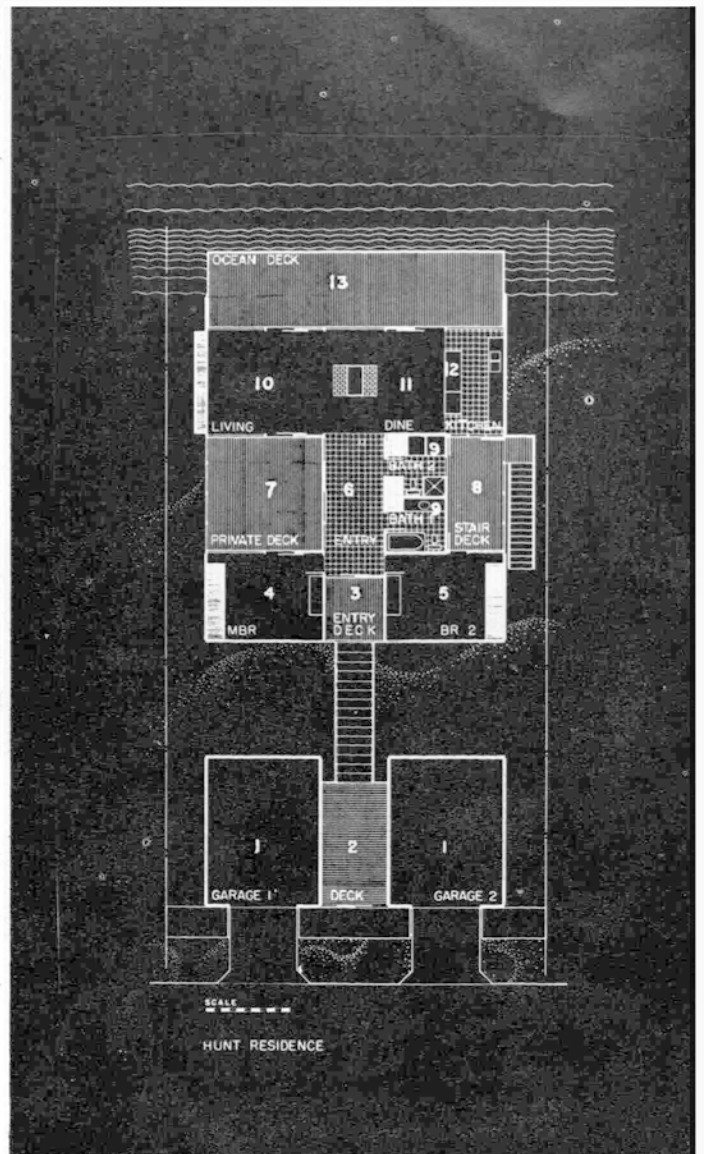 OCEAN DECK
13
10
11
12
LIVING
DINE
KITCHEN
9
BATH 2
7
6
8
9
BATH 1
STAIR
DECK
PRIVATE DECK
ENTRY
4
3
5
ENTRY
DECK
MBR
BR 2
1
2
1
GARAGE 1
DECK
GARAGE 2
SCALE
HUNT RESIDENCE